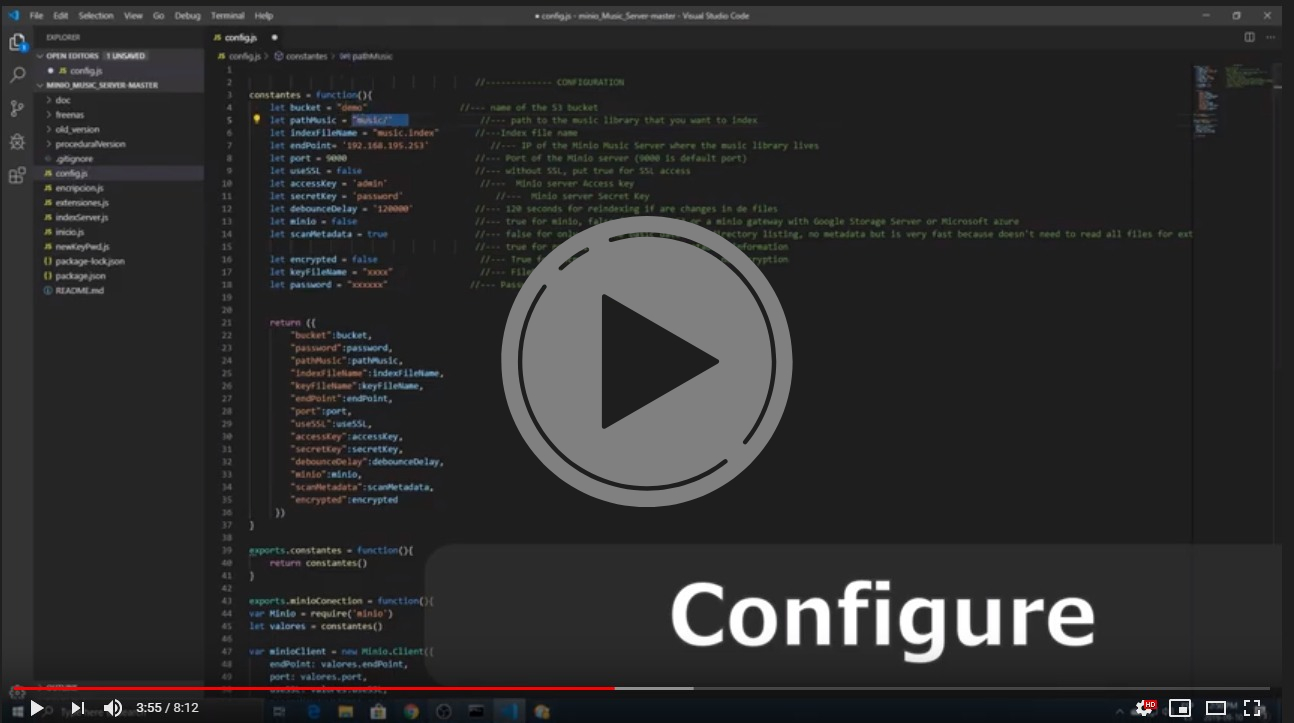 File Edit Selection View Go Debug Terminal Help
● config.js - minio_Music_Server-master - Visual Studio Code
EXPLORER
OPEN EDITORS 1 UNSAVED
JS config.js
MINIO_MUSIC_SERVER-MASTER
doc
freenas
old_version
proceduralVersion
.gitignore
JS config.js
JS encripcion.js
JS extensiones.js
JS indexServer.js
JS inicio.js
JS newKeyPwd.js
{} package-lock.json
{} package.json
README.md
JS config.js
JS config.js > constantes > pathMusic
1
2 //------------- CONFIGURATION
3 constantes = function(){
4 let bucket = "demo" //--- name of the S3 bucket
5 let pathMusic = "music/" //--- path to the music library that you want to index
6 let indexFileName = "music.index" //---Index file name
7 let endPoint= '192.168.195.253' //--- IP of the Minio Music Server where the music library lives
8 let port = 9000 //--- Port of the Minio server (9000 is default port)
9 let useSSL = false //--- without SSL, put true for SSL access
10 let accessKey = 'admin' //--- Minio server Access key
11 let secretKey = 'password' //--- Minio server Secret Key
12 let debounceDelay = '120000' //--- 120 seconds for reindexing if are changes in de files
13 let minio = false //--- true for minio, fal or a minio gateway with Google Storage Server or Microsoft azure
14 let scanMetadata = true //--- false for only directory listing, no metadata but is very fast because doesn't need to read all files for ext
15 //--- true for information
16 let encrypted = false //--- True f
17 let keyFileName = "xxxx" //--- File
18 let password = "xxxxxx" //--- Pass
19
20
21 return ({
22 "bucket":bucket,
23 "password":password,
24 "pathMusic":pathMusic,
25 "indexFileName":indexFileName,
26 "keyFileName":keyFileName,
27 "endPoint":endPoint,
28 "port":port,
29 "useSSL":useSSL,
30 "accessKey":accessKey,
31 "secretKey":secretKey,
32 "debounceDelay":debounceDelay,
33 "minio":minio,
34 "scanMetadata":scanMetadata,
35 "encrypted":encrypted
36 })
37 }
38
39 exports.constantes = function(){
40 return constantes()
41 }
42
43 exports.minioConection = function(){
44 var Minio = require('minio')
45 let valores = constantes()
46
47 var minioClient = new Minio.Client({
48 endPoint: valores.endPoint,
49 port: valores.port,
Configure
OUTLINE
3:55 / 8:12
HD